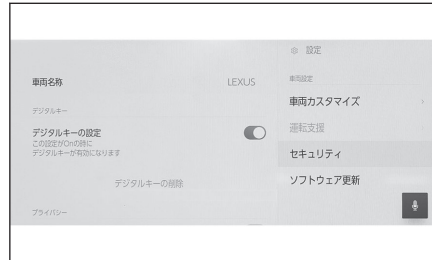 設定
車両名称
LEXUS
車両設定
車両カスタマイズ
デジタルキー
デジタルキーの設定
この設定がOnの時に
デジタルキーが有効になります
運転支援
セキュリティ
デジタルキーの削除
ソフトウェア更新
プライバシー